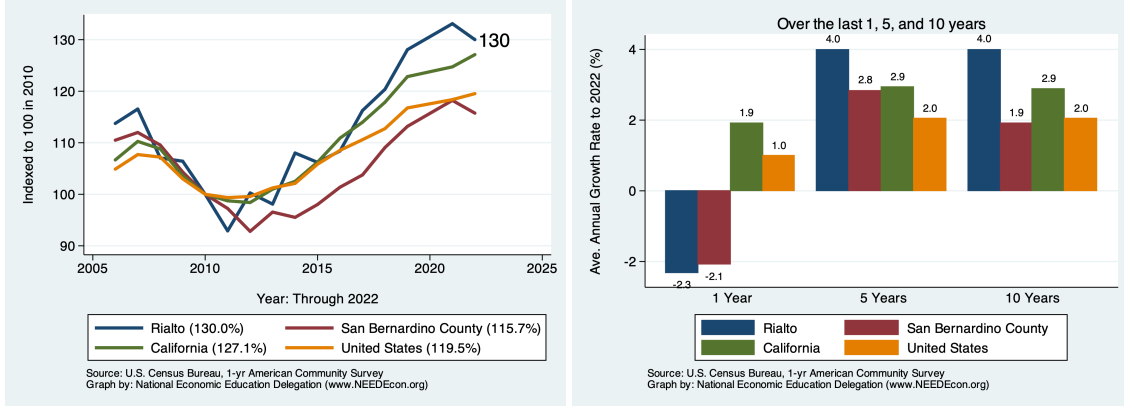 130
Indexed to 100 in 2010
130
120
110
100
90
2005
2010
2015
2020
2025
Year: Through 2022
Rialto (130.0%)
San Bernardino County (115.7%)
California (127.1%)
United States (119.5%)
Source: U.S. Census Bureau, 1-yr American Community Survey
Graph by: National Economic Education Delegation (www.NEEDEcon.org)
Over the last 1, 5, and 10 years
Ave. Annual Growth Rate to 2022 (%)
4
2
0
-2
-2.3
-2.1
1.9
1.0
4.0
2.8
2.9
2.0
4.0
1.9
2.9
2.0
1 Year
5 Years
10 Years
Rialto
San Bernardino County
California
United States
Source: U.S. Census Bureau, 1-yr American Community Survey
Graph by: National Economic Education Delegation (www.NEEDEcon.org)